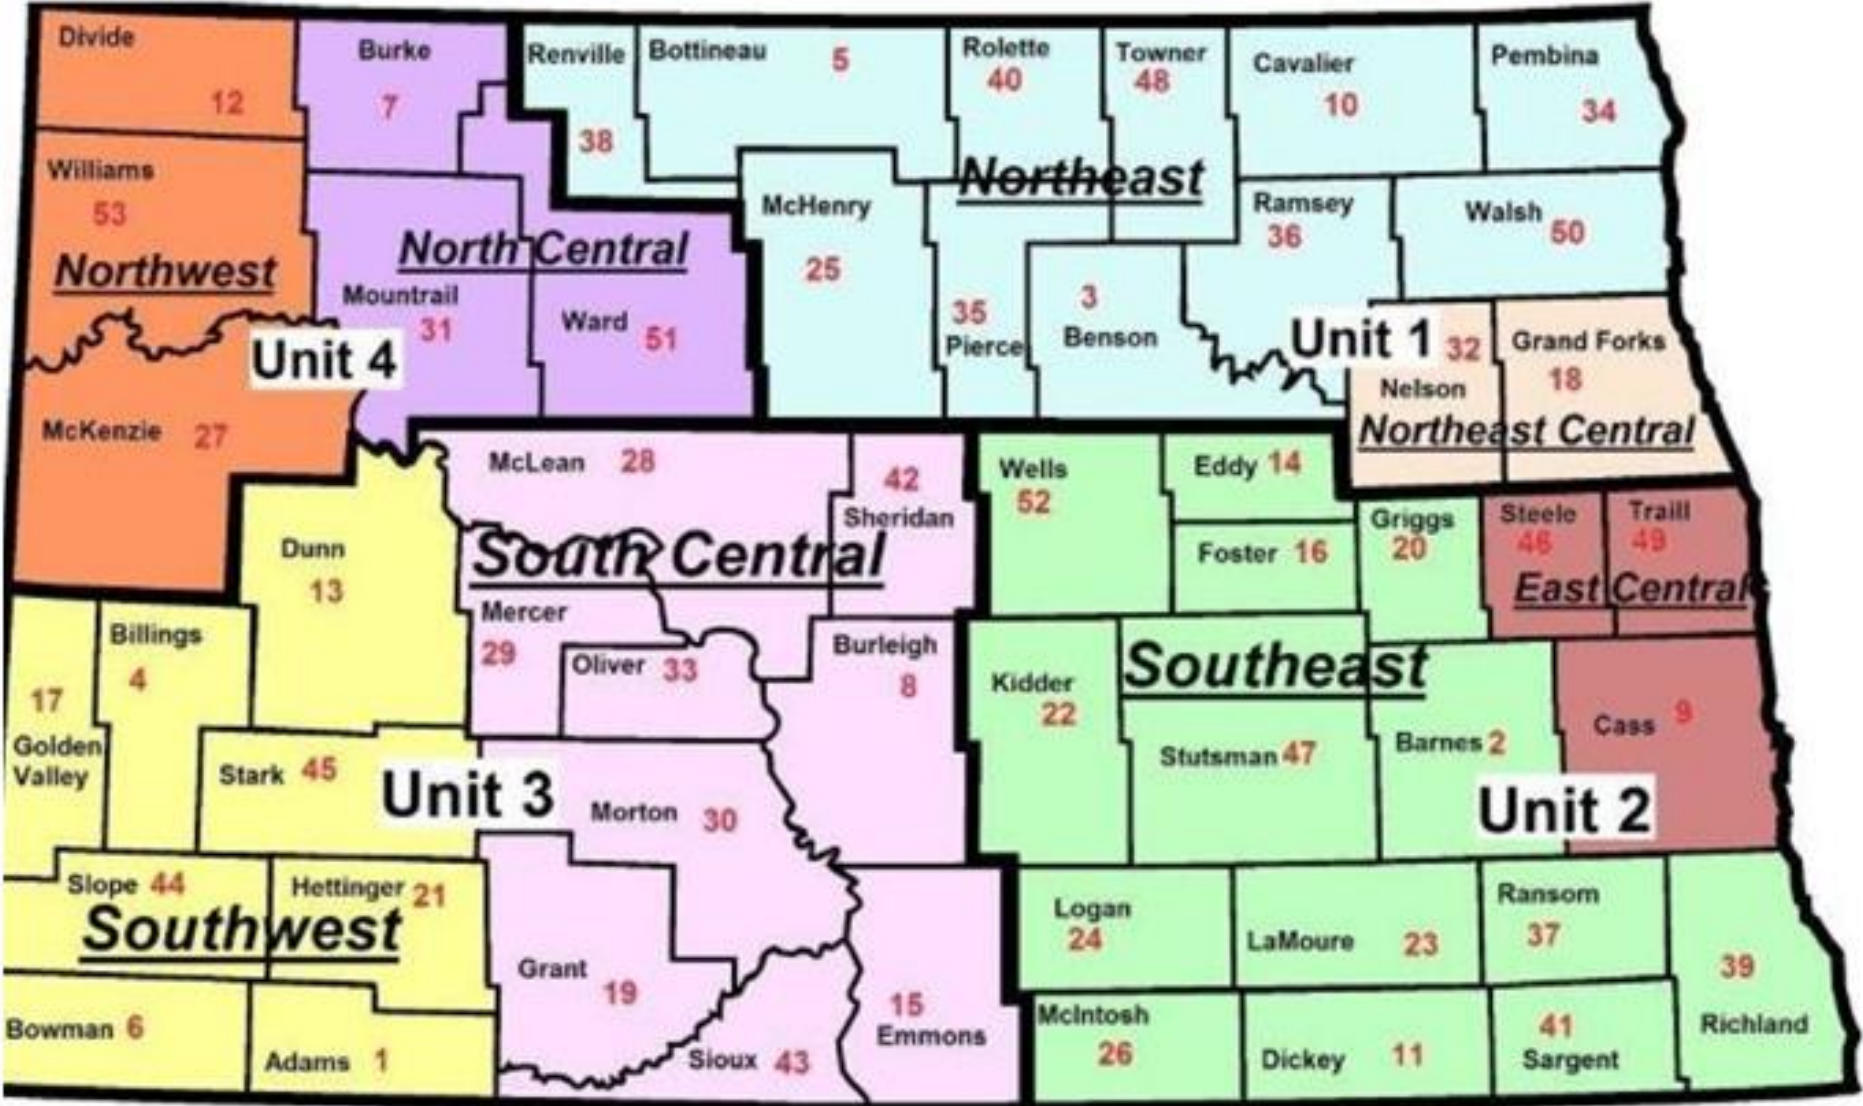 Divide
12
Burke
7
Renville
38
Bottineau 5
Rolette
40
Towner
48
Cavalier
10
Pembina
34
Williams
53
Northwest
North Central
Mountrail
31
Ward 51
McHenry
25
Northeast
35
Pierce
3
Benson
Ramsey
36
Walsh 50
Unit 4
Unit 1
32
Nelson
Grand Forks
18
Northeast Central
McKenzie 27
McLean 28
42
Sheridan
Wells
52
Eddy 14
Foster 16
Griggs
20
Steele
46
Traill
49
East Central
Dunn
13
South Central
Mercer
29
Oliver 33
Burleigh
8
Billings
4
17
Golden
Valley
Stark 45
Unit 3
Morton 30
Kidder
22
Southeast
Stutsman 47
Barnes 2
Cass 9
Unit 2
Slope 44
Hettinger 21
Southwest
Grant
19
Bowman 6
Adams 1
Sioux 43
15
Emmons
Logan
24
LaMoure 23
Ransom
37
39
Richland
McIntosh
26
Dickey 11
41
Sargent